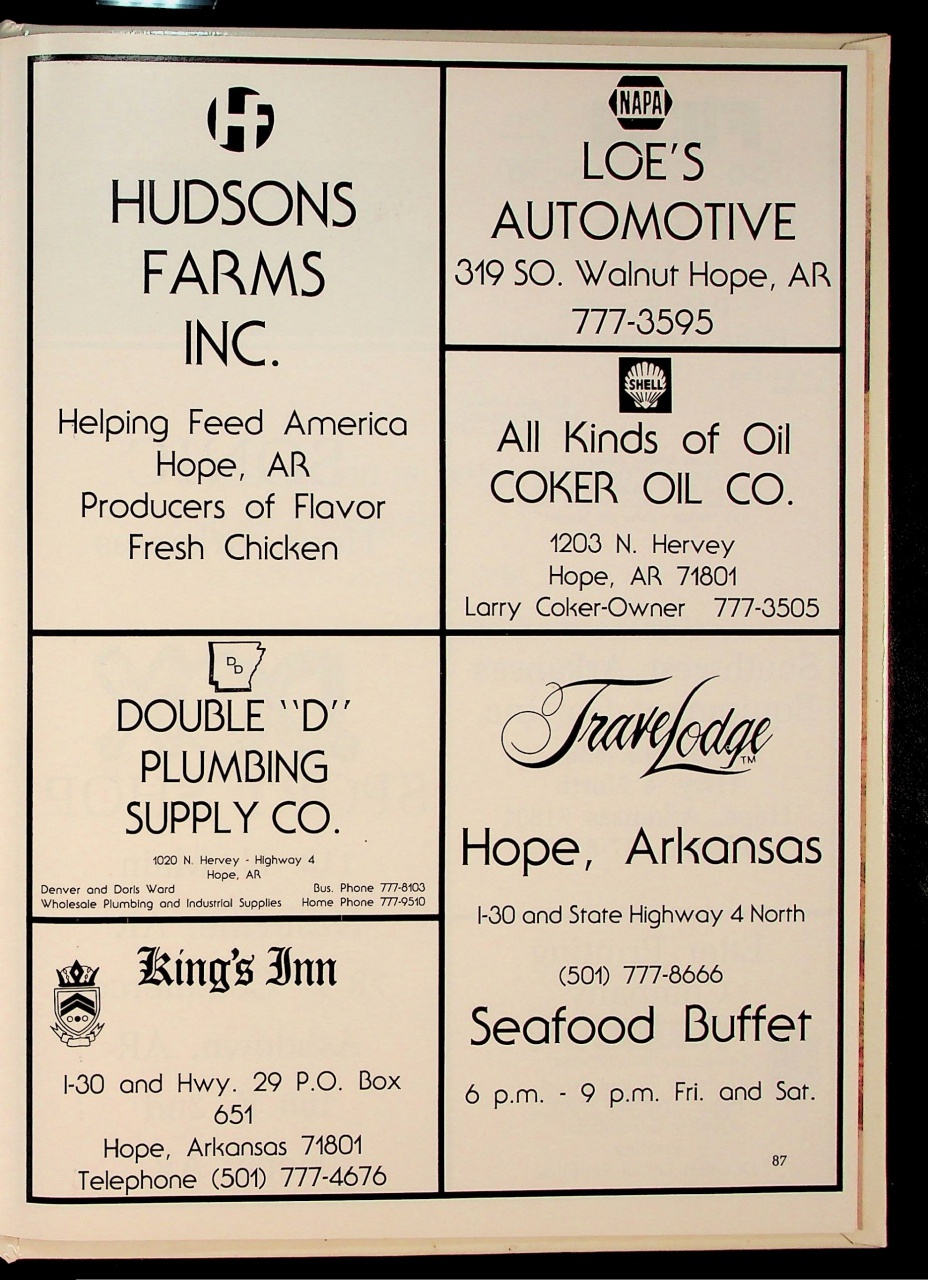 HF
HUDSONS
FARMS
INC.
Helping Feed America
Hope, AR
Producers of Flavor
Fresh Chicken
NAPA
LOE'S
AUTOMOTIVE
319 SO. Walnut Hope, AR
777-3595
SHELL
All Kinds of Oil
COKER OIL CO.
1203 N. Hervey
Hope, AR 71801
Larry Coker-Owner 777-3505
DD
DOUBLE "D"
PLUMBING
SUPPLY CO.
1020 N. Hervey - Highway 4
Hope, AR
Denver and Doris Ward Bus. Phone 777-8103
Wholesale Plumbing and Industrial Supplies Home Phone 777-9510
TraveLodge TM
Hope, Arkansas
I-30 and State Highway 4 North
(501) 777-8666
Seafood Buffet
6 p.m. - 9 p.m. Fri. and Sat.
King's Inn
I-30 and Hwy. 29 P.O. Box
651
Hope, Arkansas 71801
Telephone (501) 777-4676
87